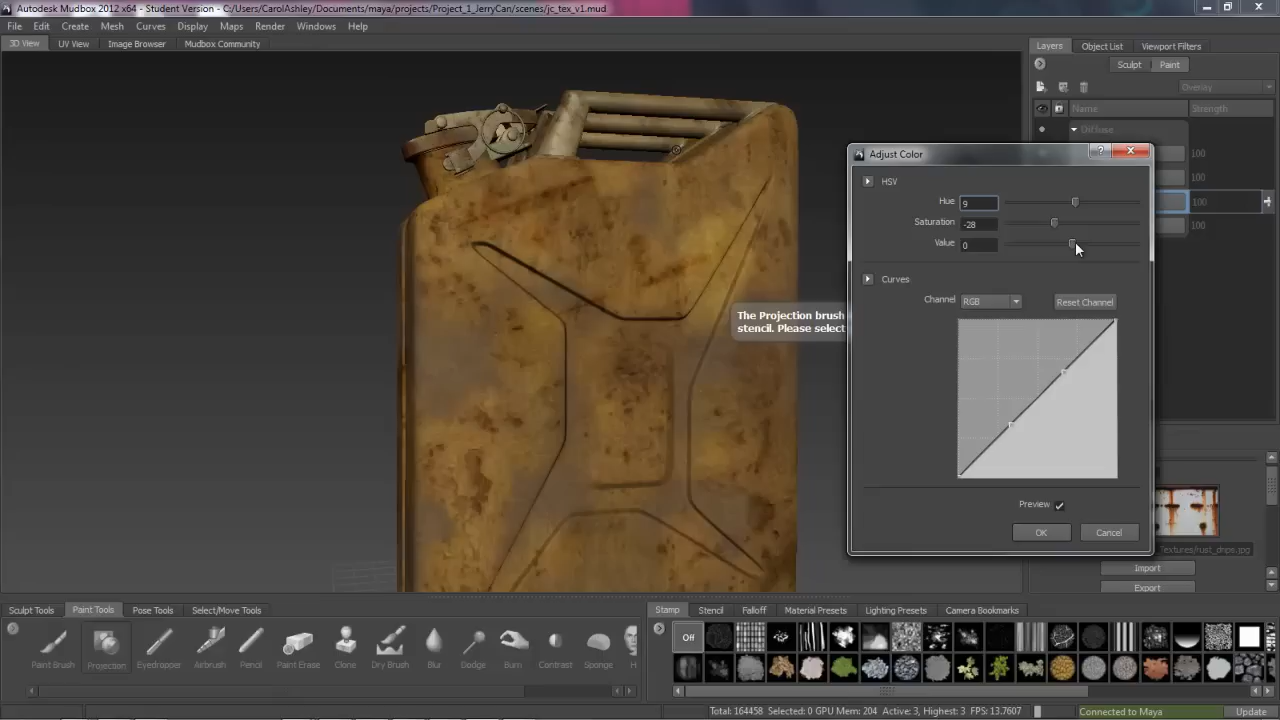 Autodesk Mudbox 2012 x64 - Student Version - C:/Users/CarolAshley/Documents/maya/projects/Project_1_JerryCan/scenes/jc_tex_v1.mud
File Edit Create Mesh Curves Display Maps Render Windows Help
3D View UV View Image Browser Mudbox Community
Layers Object List Viewport Filters
Sculpt Paint
Overlay
Name Strength
Diffuse
100
100
100
100
Adjust Color
HSV
Hue 9
Saturation -28
Value 0
Curves
Channel RGB Reset Channel
The Projection brush
stencil. Please select
Preview
OK Cancel
Textures/rust_drips.jpg
Import
Export
Sculpt Tools Paint Tools Pose Tools Select/Move Tools
Paint Brush Projection Eyedropper Airbrush Pencil Paint Erase Clone Dry Brush Blur Dodge Burn Contrast Sponge H
Stamp Stencil Falloff Material Presets Lighting Presets Camera Bookmarks
Off
Total: 164458 Selected: 0 GPU Mem: 204 Active: 3, Highest: 3 FPS: 13.7607
Connected to Maya Update